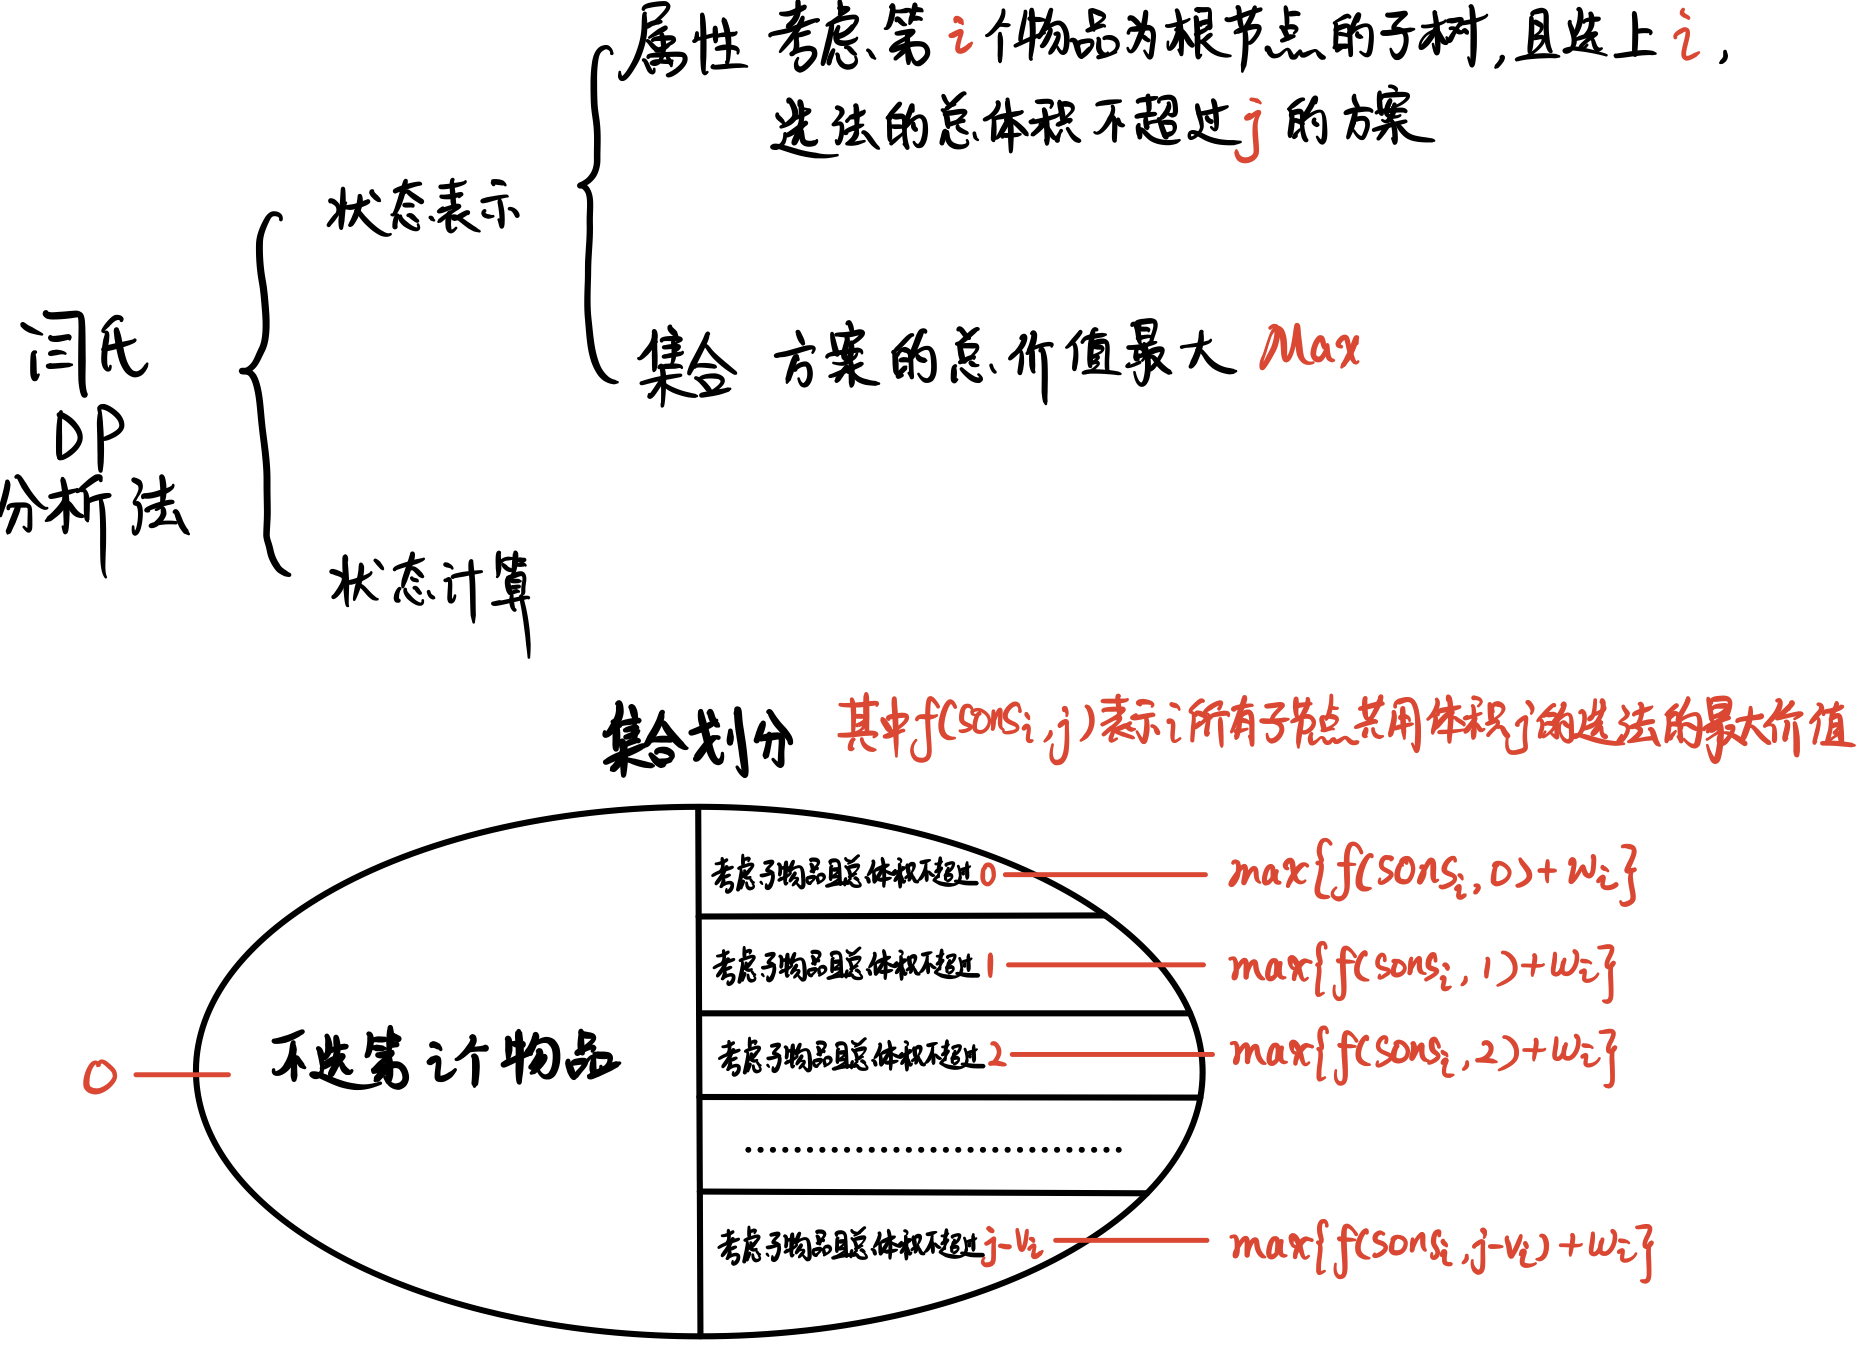 闫氏
DP
分析法
状态表示
属性 考虑第i个物品为根节点的子树,且选上i,
选法的总体积不超过j的方案
集合 方案的总价值最大 Max
状态计算
集合划分 其中f(sons_i,j)表示i所有子节点共用体积j的选法的最大价值
0 不选第i个物品
考虑子物品且总体积不超过0 max{f(sons_i,0)+w_i}
考虑子物品且总体积不超过1 max{f(sons_i,1)+w_i}
考虑子物品且总体积不超过2 max{f(sons_i,2)+w_i}
...............................
考虑子物品且总体积不超过j-v_i max{f(sons_i,j-v_i)+w_i}